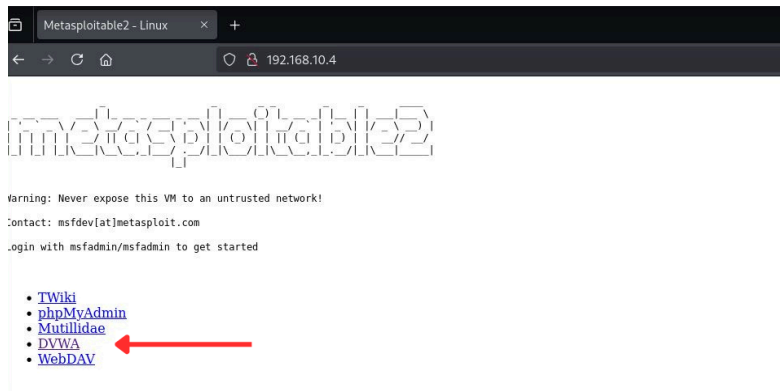 Metasploitable2 - Linux
192.168.10.4
metasploitable2
Warning: Never expose this VM to an untrusted network!
Contact: msfdev[at]metasploit.com
Login with msfadmin/msfadmin to get started
TWiki
phpMyAdmin
Mutillidae
DVWA
WebDAV